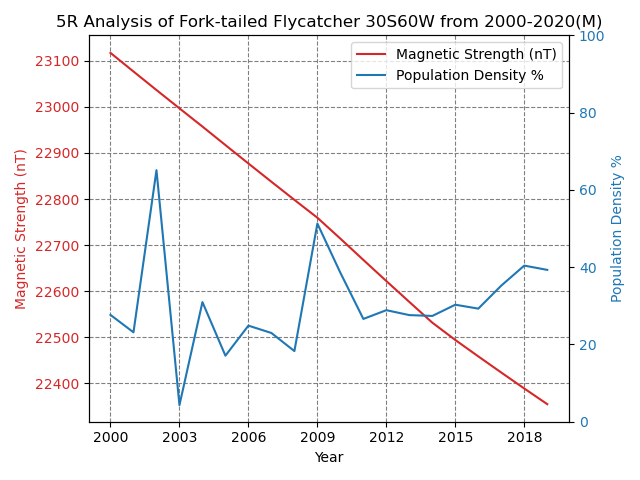 5R Analysis of Fork-tailed Flycatcher 30S60W from 2000-2020(M)
Magnetic Strength (nT)
Population Density %
23100
23000
22900
22800
22700
22600
22500
22400
Magnetic Strength (nT)
100
80
60
40
20
0
Population Density %
2000 2003 2006 2009 2012 2015 2018
Year